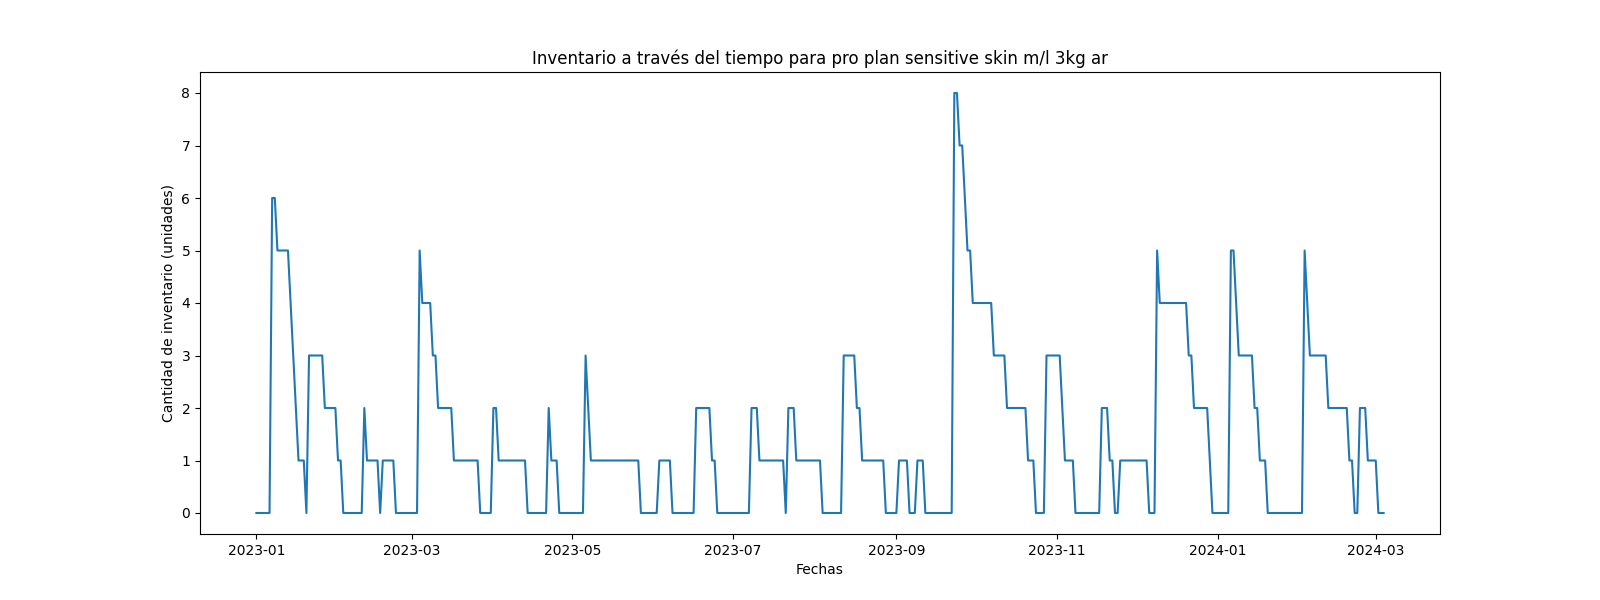 Inventario a través del tiempo para pro plan sensitive skin m/l 3kg ar
Cantidad de inventario (unidades)
8
7
6
5
4
3
2
1
0
2023-01 2023-03 2023-05 2023-07 2023-09 2023-11 2024-01 2024-03
Fechas